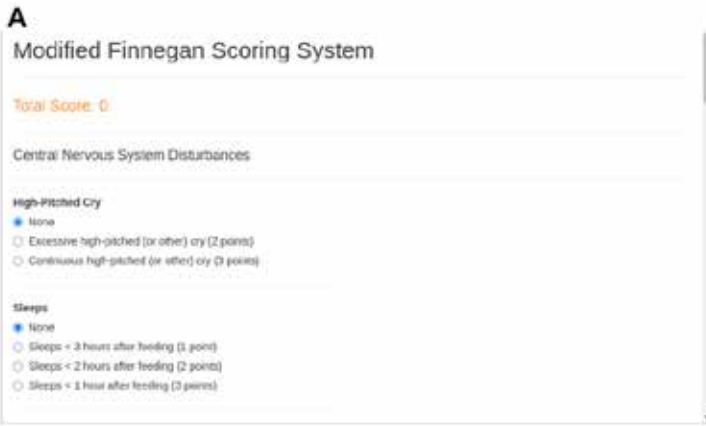 A
Modified Finnegan Scoring System
Total Score: 0
Central Nervous System Disturbances
High-Pitched Cry
None
Excessive high-pitched (or other) cry (2 points)
Continuous high-pitched (or other) cry (3 points)
Sleeps
None
Sleeps < 3 hours after feeding (1 point)
Sleeps < 2 hours after feeding (2 points)
Sleeps < 1 hour after feeding (3 points)